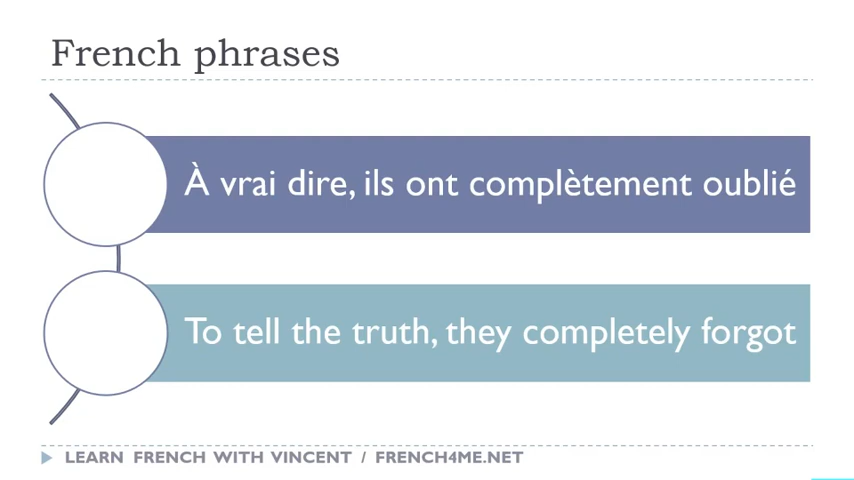 French phrases
À vrai dire, ils ont complètement oublié
To tell the truth, they completely forgot
LEARN FRENCH WITH VINCENT / FRENCH4ME.NET